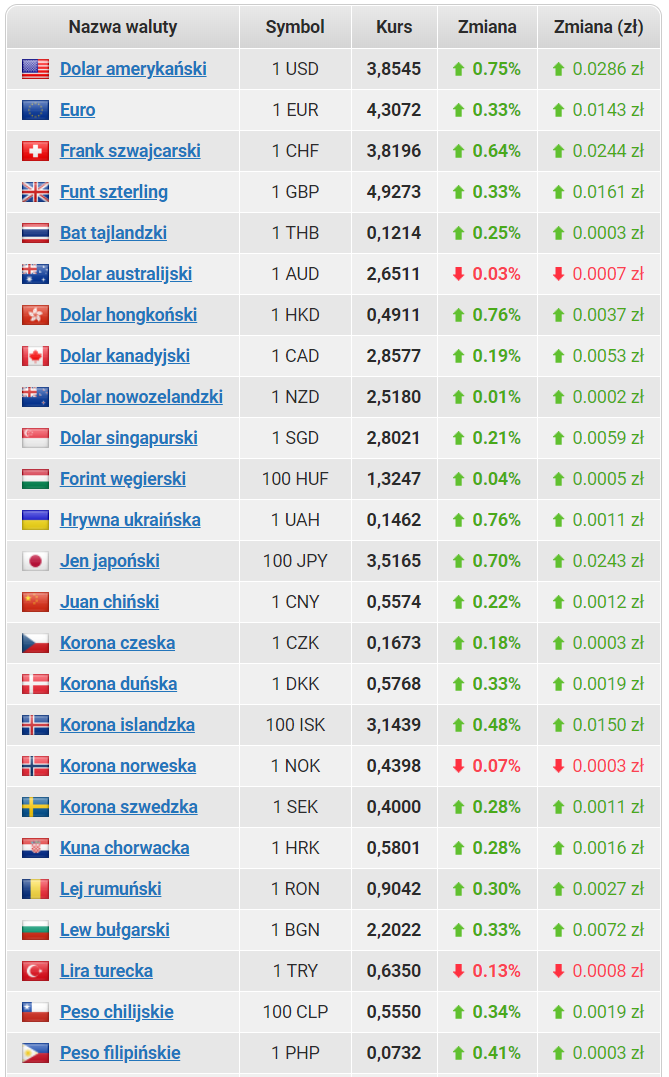 Nazwa waluty Symbol Kurs Zmiana Zmiana (zł)
Dolar amerykański 1 USD 3,8545 0.75% 0.0286 zł
Euro 1 EUR 4,3072 0.33% 0.0143 zł
Frank szwajcarski 1 CHF 3,8196 0.64% 0.0244 zł
Funt szterling 1 GBP 4,9273 0.33% 0.0161 zł
Bat tajlandzki 1 THB 0,1214 0.25% 0.0003 zł
Dolar australijski 1 AUD 2,6511 0.03% 0.0007 zł
Dolar hongkoński 1 HKD 0,4911 0.76% 0.0037 zł
Dolar kanadyjski 1 CAD 2,8577 0.19% 0.0053 zł
Dolar nowozelandzki 1 NZD 2,5180 0.01% 0.0002 zł
Dolar singapurski 1 SGD 2,8021 0.21% 0.0059 zł
Forint węgierski 100 HUF 1,3247 0.04% 0.0005 zł
Hrywna ukraińska 1 UAH 0,1462 0.76% 0.0011 zł
Jen japoński 100 JPY 3,5165 0.70% 0.0243 zł
Juan chiński 1 CNY 0,5574 0.22% 0.0012 zł
Korona czeska 1 CZK 0,1673 0.18% 0.0003 zł
Korona duńska 1 DKK 0,5768 0.33% 0.0019 zł
Korona islandzka 100 ISK 3,1439 0.48% 0.0150 zł
Korona norweska 1 NOK 0,4398 0.07% 0.0003 zł
Korona szwedzka 1 SEK 0,4000 0.28% 0.0011 zł
Kuna chorwacka 1 HRK 0,5801 0.28% 0.0016 zł
Lej rumuński 1 RON 0,9042 0.30% 0.0027 zł
Lew bułgarski 1 BGN 2,2022 0.33% 0.0072 zł
Lira turecka 1 TRY 0,6350 0.13% 0.0008 zł
Peso chilijskie 100 CLP 0,5550 0.34% 0.0019 zł
Peso filipińskie 1 PHP 0,0732 0.41% 0.0003 zł